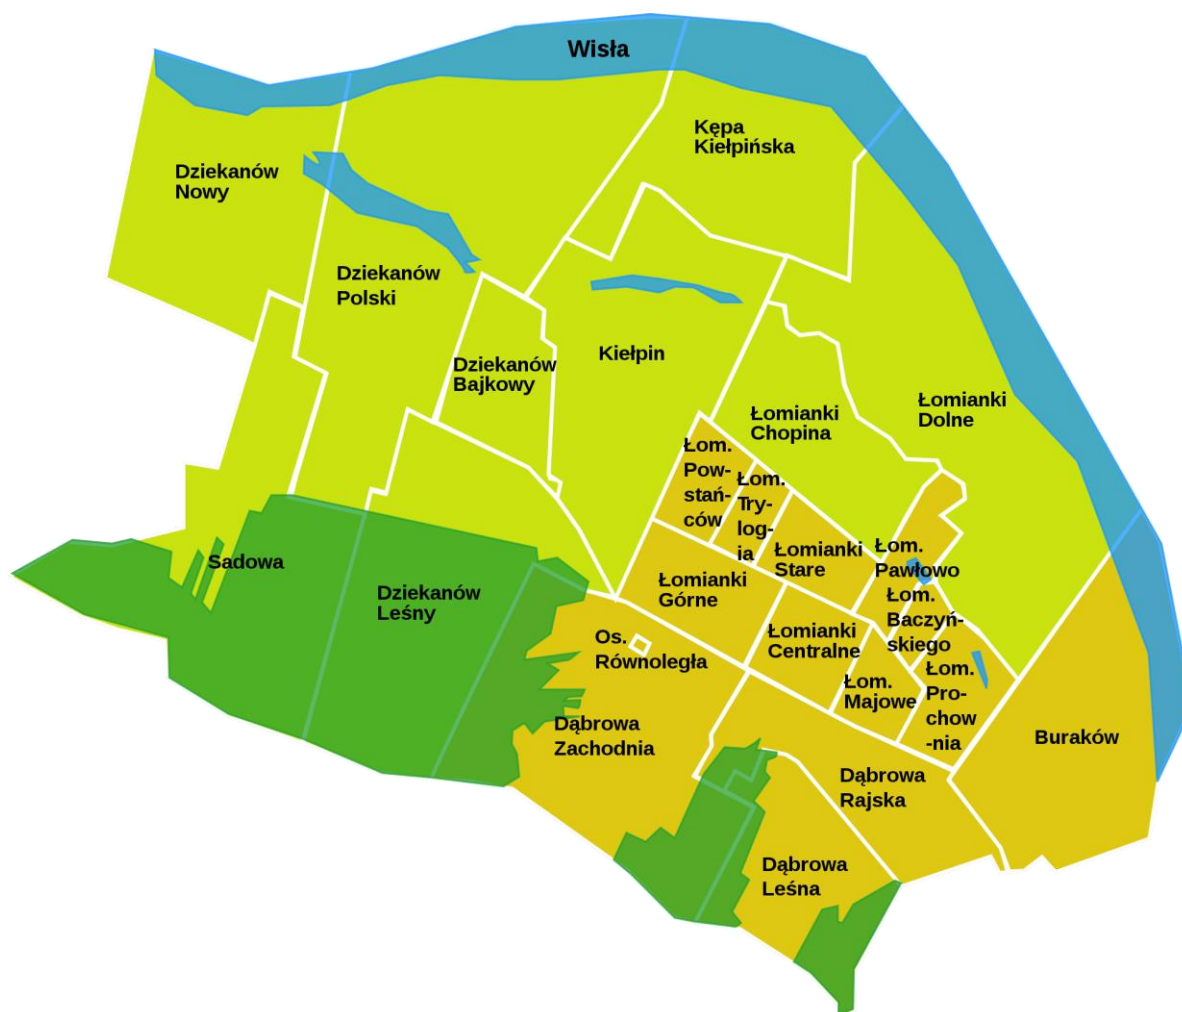 Wisła
Kępa
Kiełpińska
Dziekanów
Nowy
Dziekanów
Polski
Kiełpin
Dziekanów
Bajkowy
Łomianki
Dolne
Łomianki
Chopina
Łom.
Pow-
stań-
ców
Łom.
Try-
log-
ia
Łomianki
Stare
Łom.
Pawłowo
Sadowa
Dziekanów
Leśny
Łomianki
Górne
Łom.
Baczyń-
skiego
Os.
Równoległa
Łomianki
Centralne
Łom.
Majowe
Łom.
Pro-
chow
-nia
Dąbrowa
Zachodnia
Buraków
Dąbrowa
Rajska
Dąbrowa
Leśna